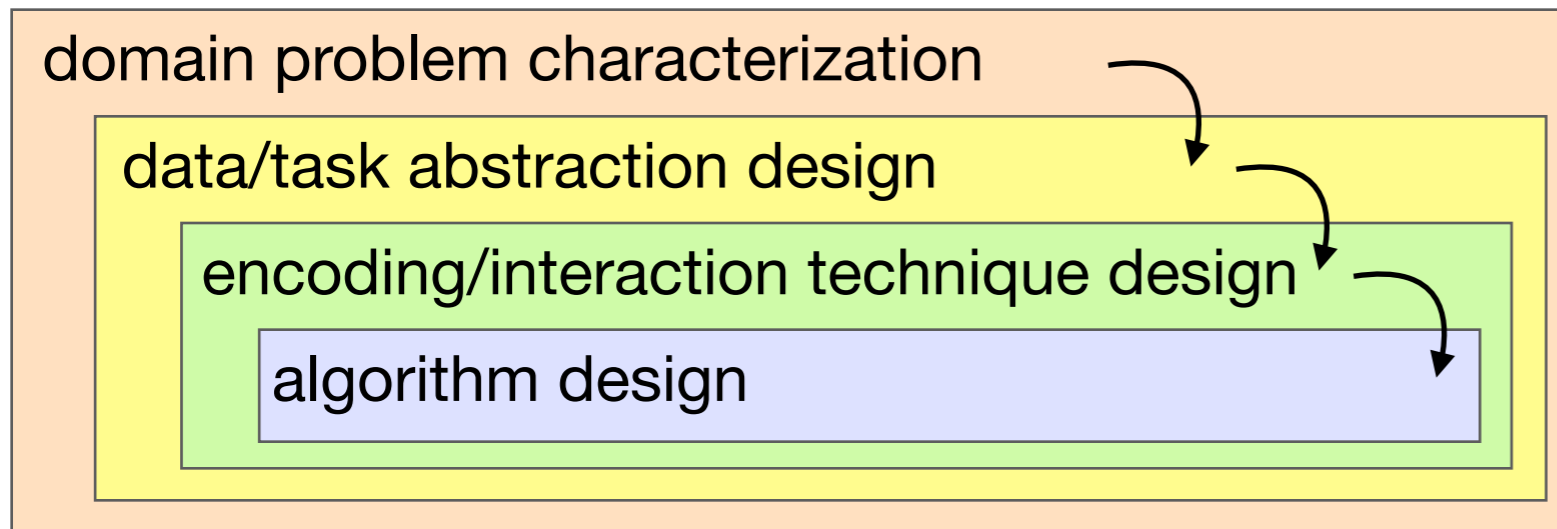 domain problem characterization
data/task abstraction design
encoding/interaction technique design
algorithm design